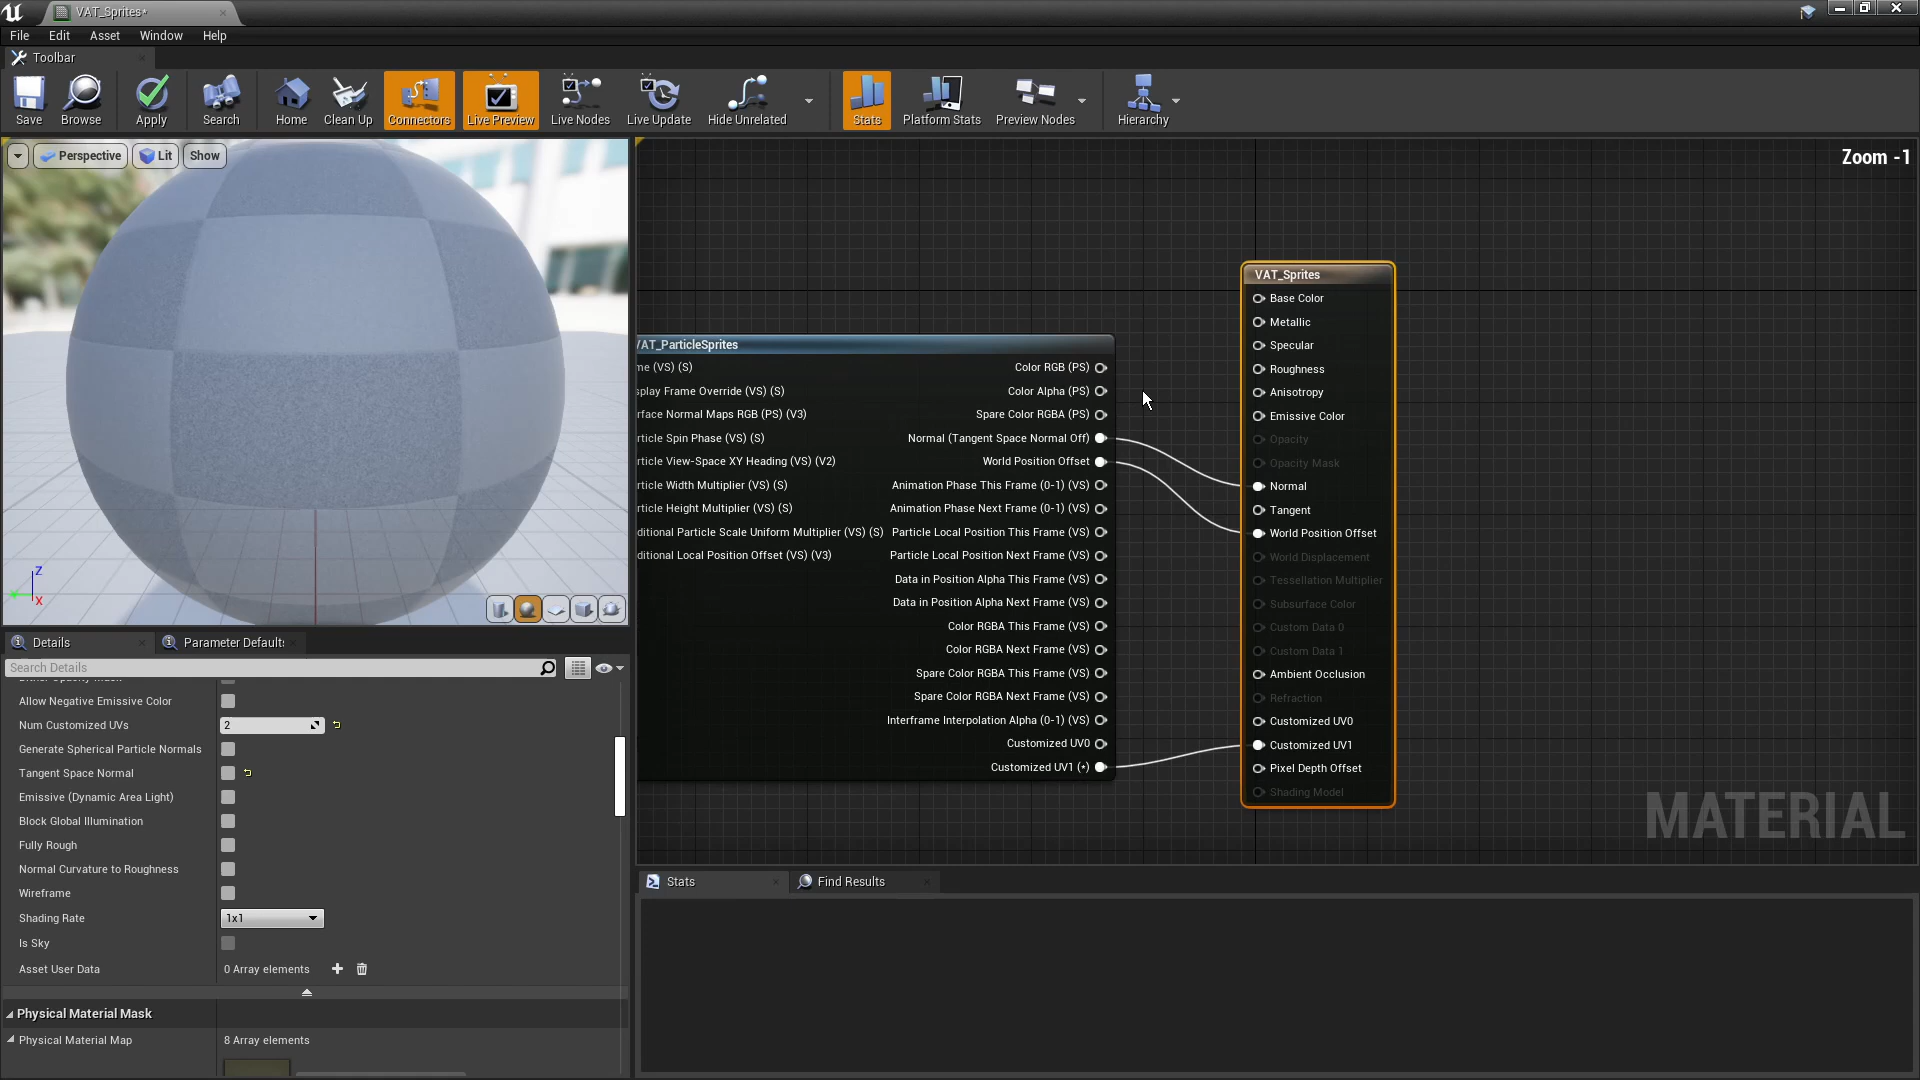 VAT_Sprites*
File Edit Asset Window Help
Toolbar
Save Browse Apply Search Home Clean Up Connectors Live Preview Live Nodes Live Update Hide Unrelated Stats Platform Stats Preview Nodes Hierarchy
Perspective Lit Show
Z
X
Details
Parameter Defaults
Search Details
Allow Negative Emissive Color
Num Customized UVs 2
Generate Spherical Particle Normals
Tangent Space Normal
Emissive (Dynamic Area Light)
Block Global Illumination
Fully Rough
Normal Curvature to Roughness
Wireframe
Shading Rate 1x1
Is Sky
Asset User Data 0 Array elements
Physical Material Mask
Physical Material Map 8 Array elements
Zoom -1
VAT_ParticleSprites
me (VS) (S)
splay Frame Override (VS) (S)
rface Normal Maps RGB (PS) (V3)
rticle Spin Phase (VS) (S)
rticle View-Space XY Heading (VS) (V2)
rticle Width Multiplier (VS) (S)
rticle Height Multiplier (VS) (S)
ditional Particle Scale Uniform Multiplier (VS) (S)
ditional Local Position Offset (VS) (V3)
Color RGB (PS)
Color Alpha (PS)
Spare Color RGBA (PS)
Normal (Tangent Space Normal Off)
World Position Offset
Animation Phase This Frame (0-1) (VS)
Animation Phase Next Frame (0-1) (VS)
Particle Local Position This Frame (VS)
Particle Local Position Next Frame (VS)
Data in Position Alpha This Frame (VS)
Data in Position Alpha Next Frame (VS)
Color RGBA This Frame (VS)
Color RGBA Next Frame (VS)
Spare Color RGBA This Frame (VS)
Spare Color RGBA Next Frame (VS)
Interframe Interpolation Alpha (0-1) (VS)
Customized UV0
Customized UV1 (*)
VAT_Sprites
Base Color
Metallic
Specular
Roughness
Anisotropy
Emissive Color
Opacity
Opacity Mask
Normal
Tangent
World Position Offset
World Displacement
Tessellation Multiplier
Subsurface Color
Custom Data 0
Custom Data 1
Ambient Occlusion
Refraction
Customized UV0
Customized UV1
Pixel Depth Offset
Shading Model
MATERIAL
Stats
Find Results